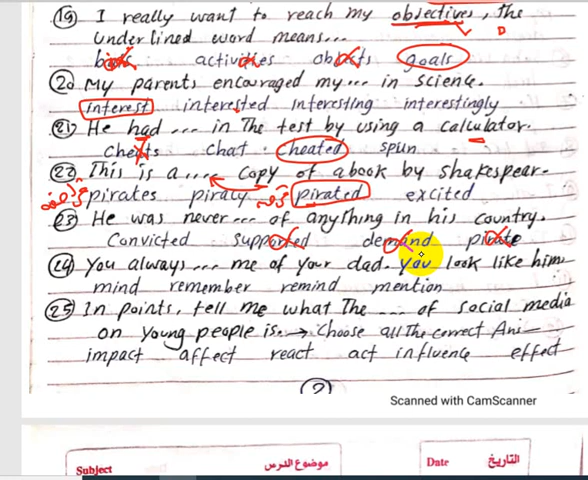 (19) I really want to reach my objectives, the
underlined word means...
activities objects goals
(20) My parents encouraged my... in science.
interest interested interesting interestingly
(21) He had ... in the test by using a calculator.
cheats chat cheated spun
(22) This is a .... copy of a book by shakespear.
pirates piracy pirated excited
(23) He was never ... of anything in his country.
Convicted supported demand pirate
(24) You always ... me of your dad. You look like him
mind remember remind mention
(25) In points, tell me what the ... of social media
on young people is. → Choose all the correct An
impact affect react act influence effect
(2)
Scanned with CamScanner
Subject موضوع الدرس Date التاريخ